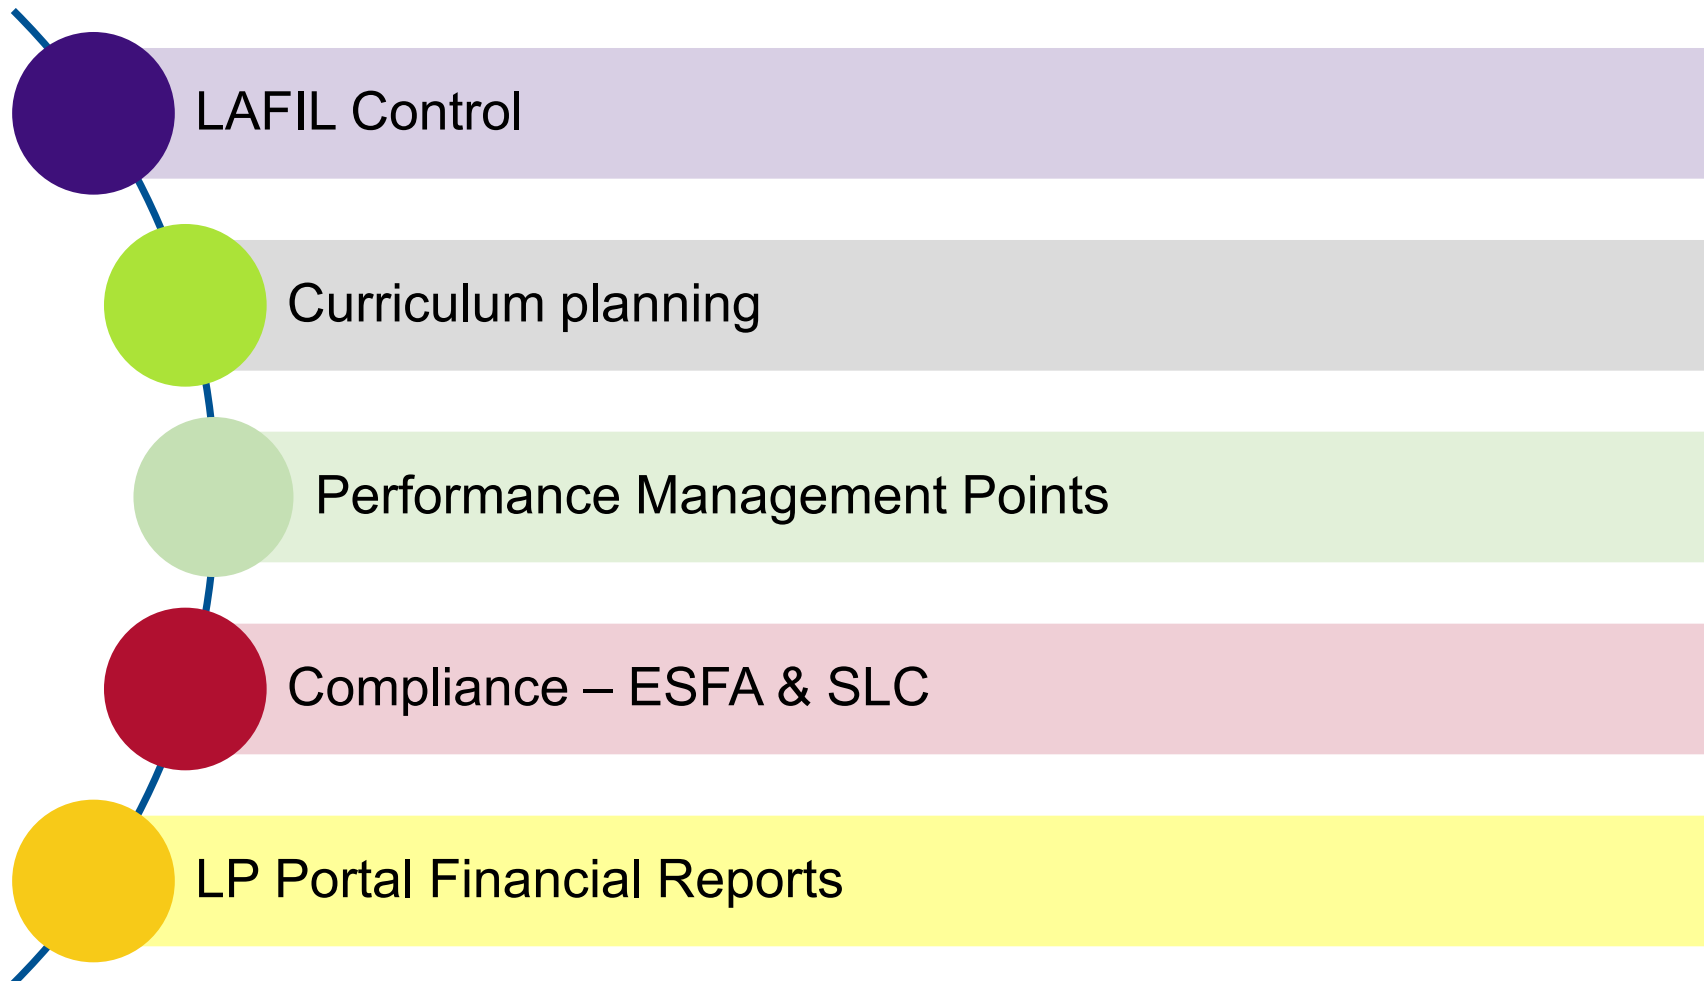 LAFIL Control
Curriculum planning
Performance Management Points
Compliance – ESFA & SLC
LP Portal Financial Reports